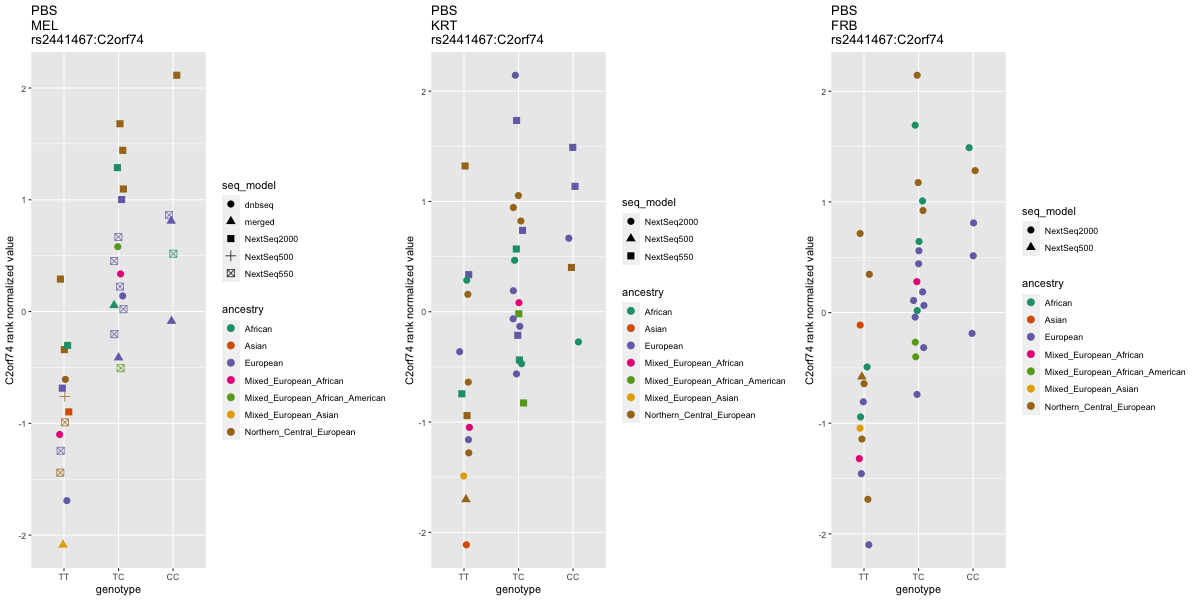 PBS
MEL
rs2441467:C2orf74
C2orf74 rank normalized value
2
1
0
-1
-2
TT
TC
CC
genotype
seq_model
dnbseq
merged
NextSeq2000
NextSeq500
NextSeq550
ancestry
African
Asian
European
Mixed_European_African
Mixed_European_African_American
Mixed_European_Asian
Northern_Central_European
PBS
KRT
rs2441467:C2orf74
C2orf74 rank normalized value
2
1
0
-1
-2
TT
TC
CC
genotype
seq_model
NextSeq2000
NextSeq500
NextSeq550
ancestry
African
Asian
European
Mixed_European_African
Mixed_European_African_American
Mixed_European_Asian
Northern_Central_European
PBS
FRB
rs2441467:C2orf74
C2orf74 rank normalized value
2
1
0
-1
-2
TT
TC
CC
genotype
seq_model
NextSeq2000
NextSeq500
ancestry
African
Asian
European
Mixed_European_African
Mixed_European_African_American
Mixed_European_Asian
Northern_Central_European